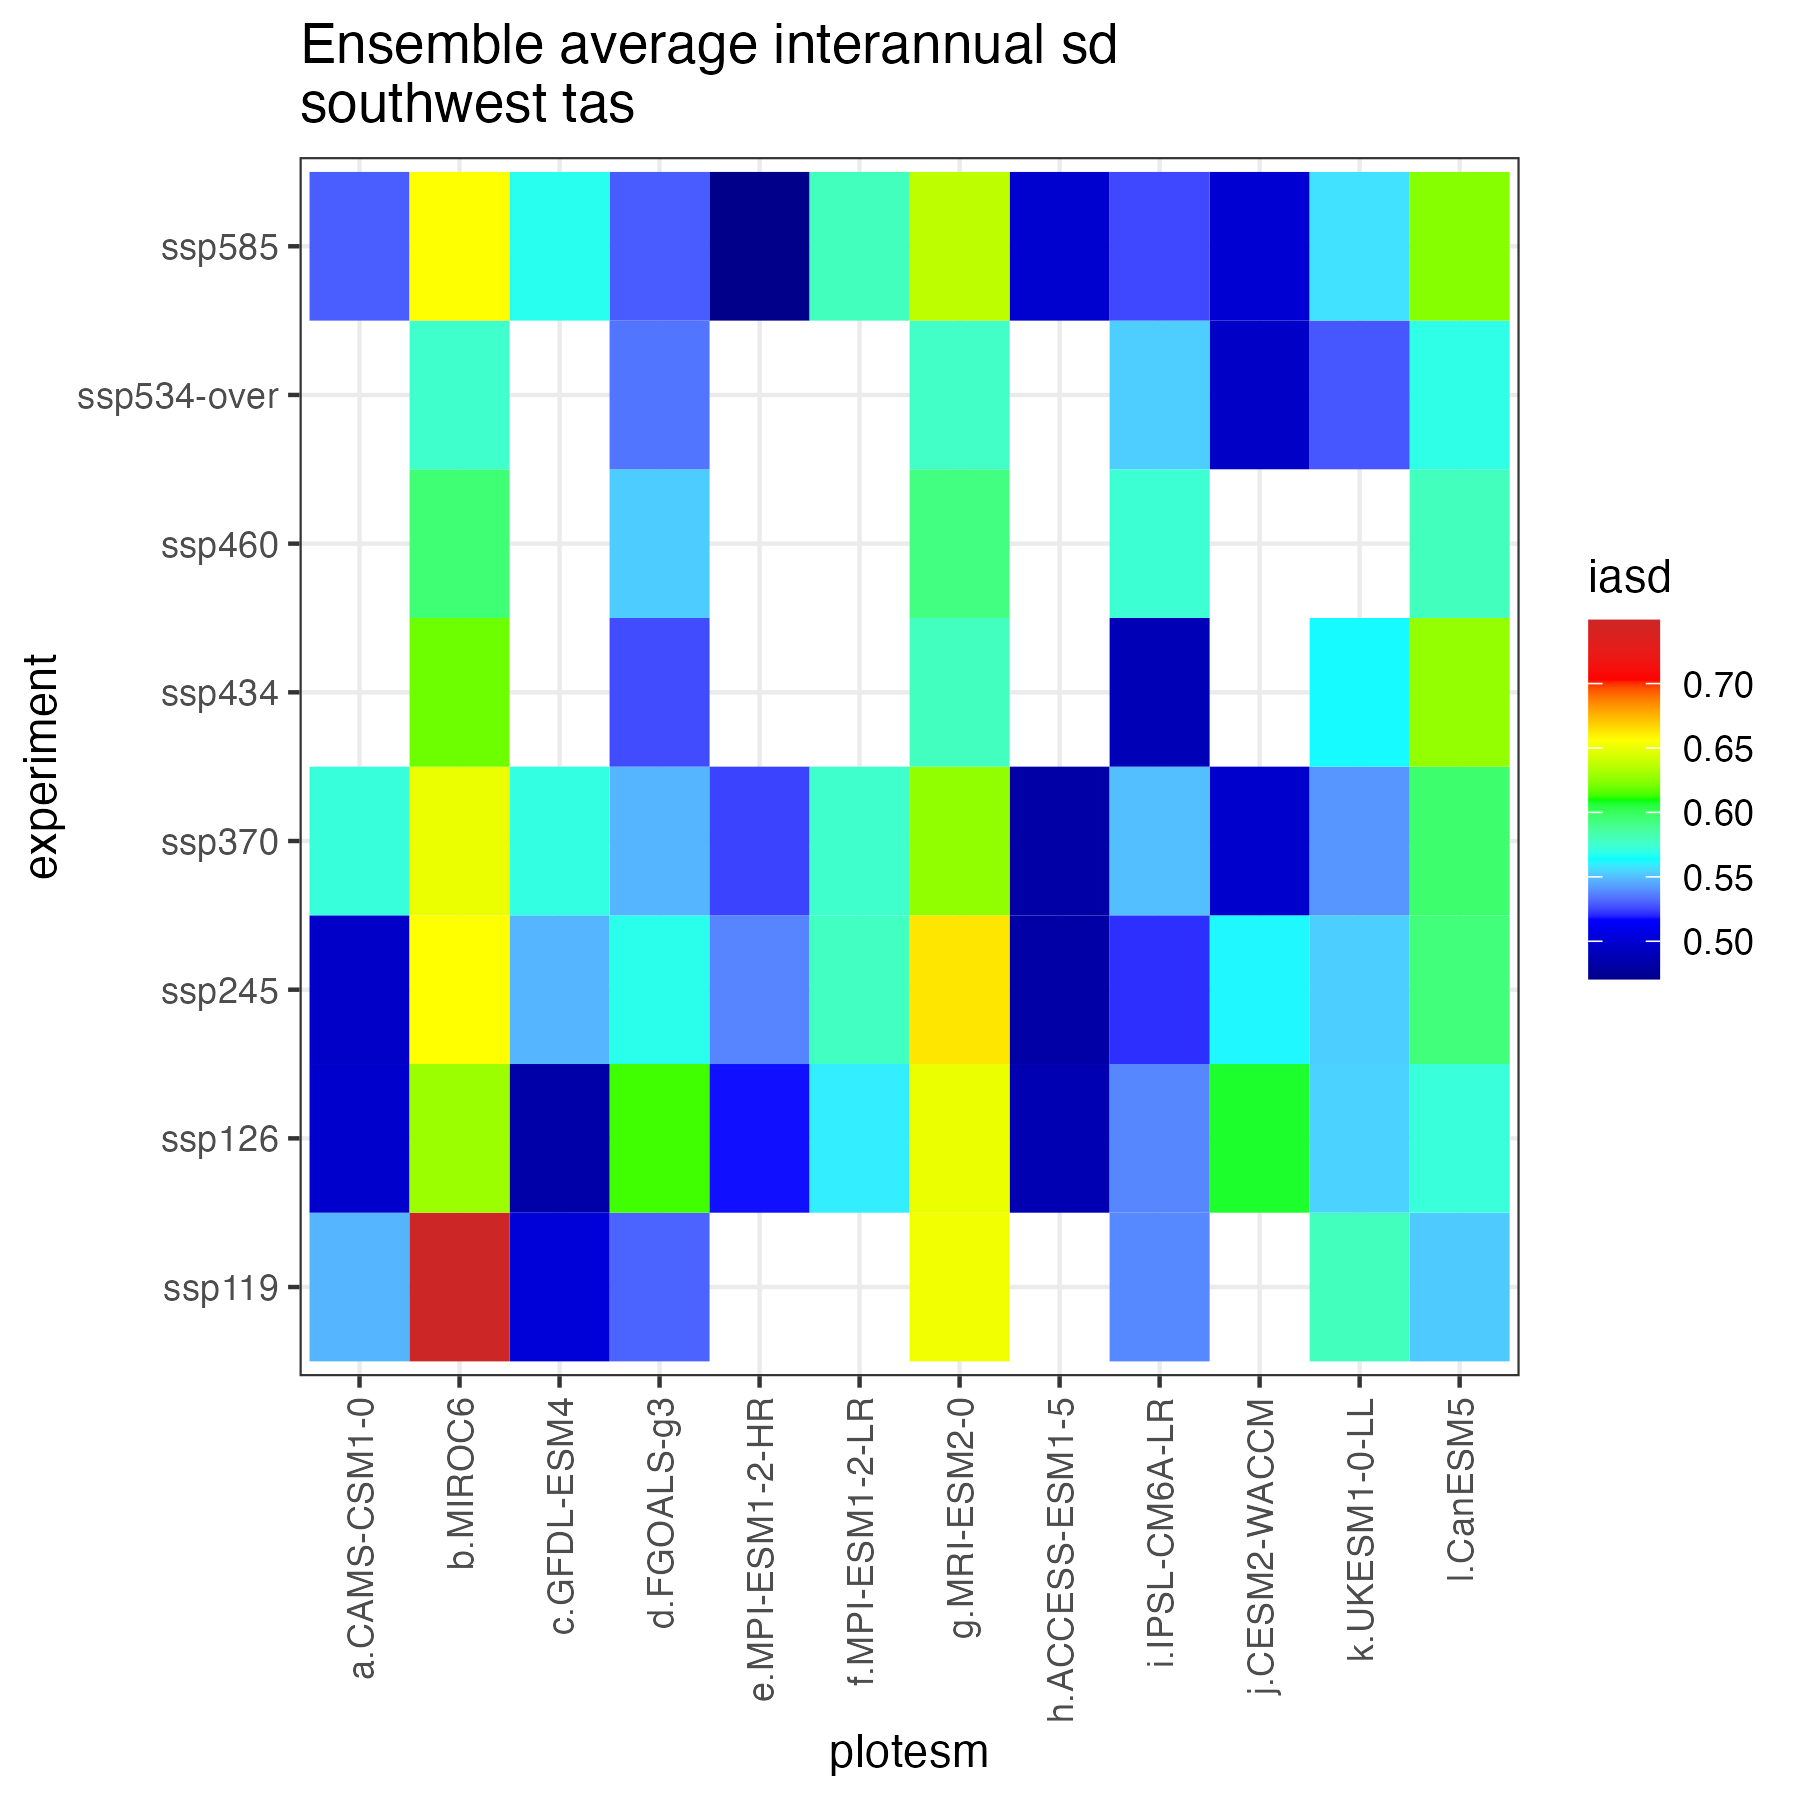 Ensemble average interannual sd
southwest tas
experiment
ssp585
ssp534-over
ssp460
ssp434
ssp370
ssp245
ssp126
ssp119
iasd
0.70
0.65
0.60
0.55
0.50
a.CAMS-CSM1-0
b.MIROC6
c.GFDL-ESM4
d.FGOALS-g3
e.MPI-ESM1-2-HR
f.MPI-ESM1-2-LR
g.MRI-ESM2-0
h.ACCESS-ESM1-5
i.IPSL-CM6A-LR
j.CESM2-WACCM
k.UKESM1-0-LL
l.CanESM5
plotesm